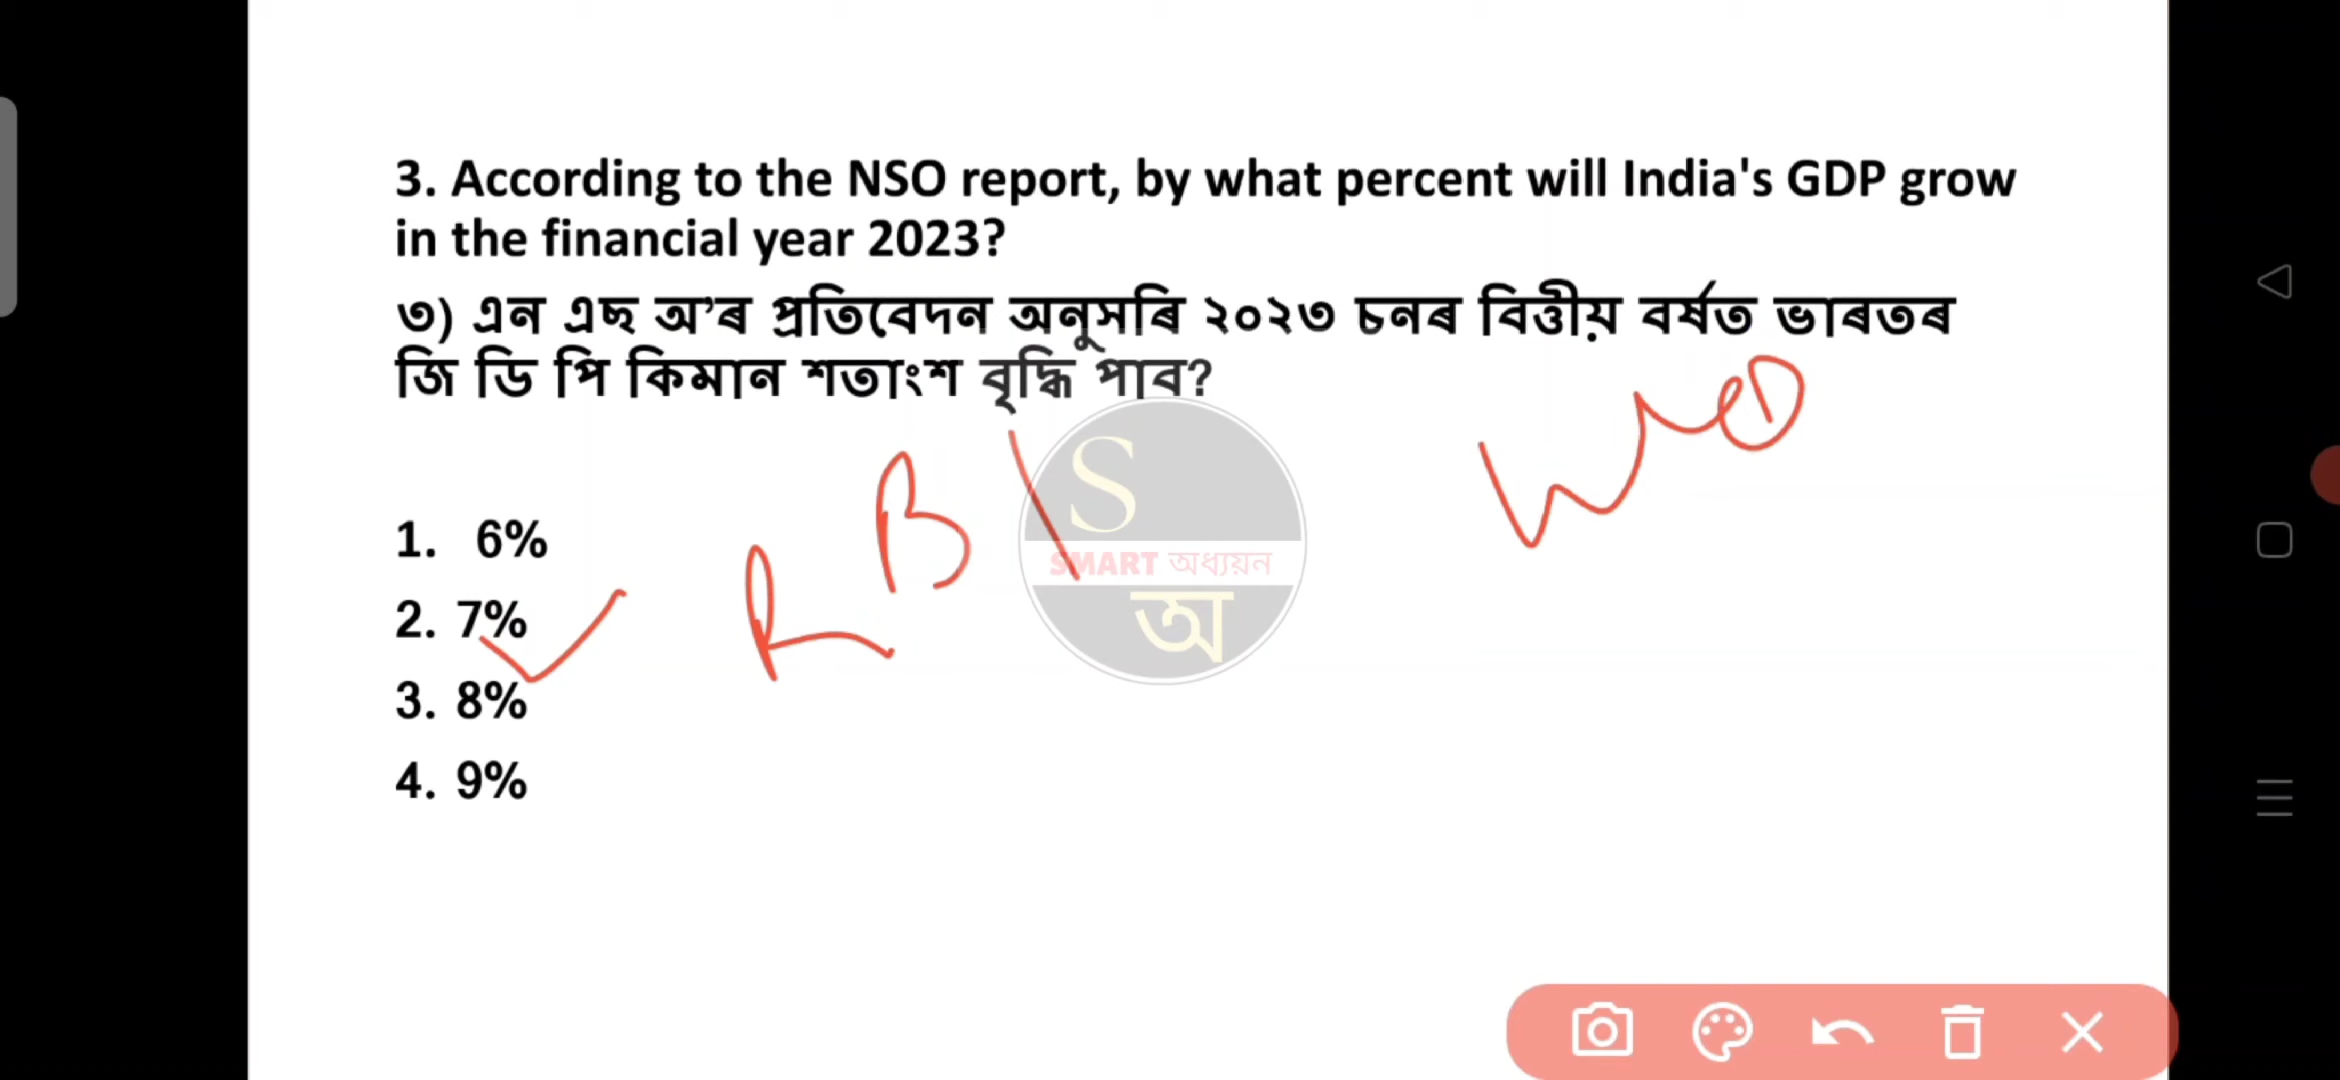 3. According to the NSO report, by what percent will India's GDP grow
in the financial year 2023?
৩) এন এছ অ’ৰ প্ৰতিবেদন অনুসৰি ২০২৩ চনৰ বিত্তীয় বৰ্ষত ভাৰতৰ
জি ডি পি কিমান শতাংশ বৃদ্ধি পাব?
1. 6%
2. 7%
3. 8%
4. 9%
RBI
S
SMART অধ্যয়ন
অ